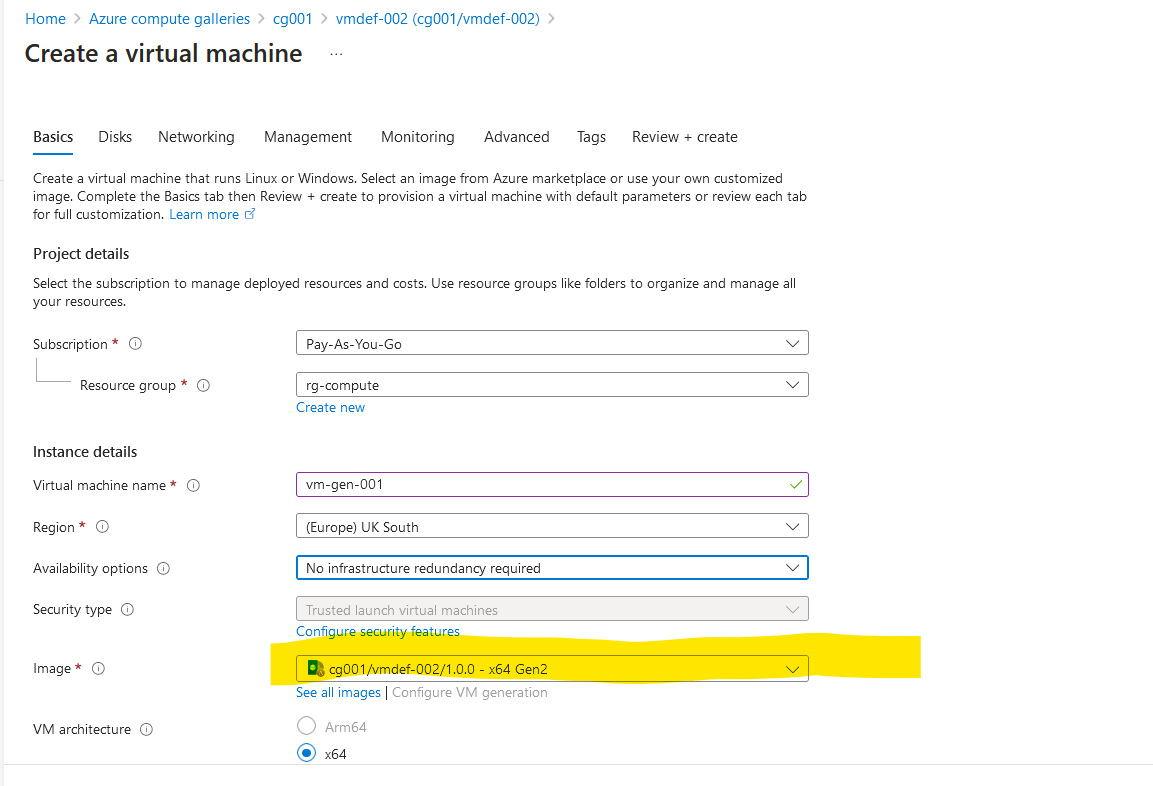 Home > Azure compute galleries > cg001 > vmdef-002 (cg001/vmdef-002) >
Create a virtual machine ...
Basics Disks Networking Management Monitoring Advanced Tags Review + create
Create a virtual machine that runs Linux or Windows. Select an image from Azure marketplace or use your own customized
image. Complete the Basics tab then Review + create to provision a virtual machine with default parameters or review each tab
for full customization. Learn more
Project details
Select the subscription to manage deployed resources and costs. Use resource groups like folders to organize and manage all
your resources.
Subscription * Pay-As-You-Go
Resource group * rg-compute
Create new
Instance details
Virtual machine name * vm-gen-001
Region * (Europe) UK South
Availability options No infrastructure redundancy required
Security type Trusted launch virtual machines
Configure security features
Image * cg001/vmdef-002/1.0.0 - x64 Gen2
See all images | Configure VM generation
VM architecture Arm64
x64